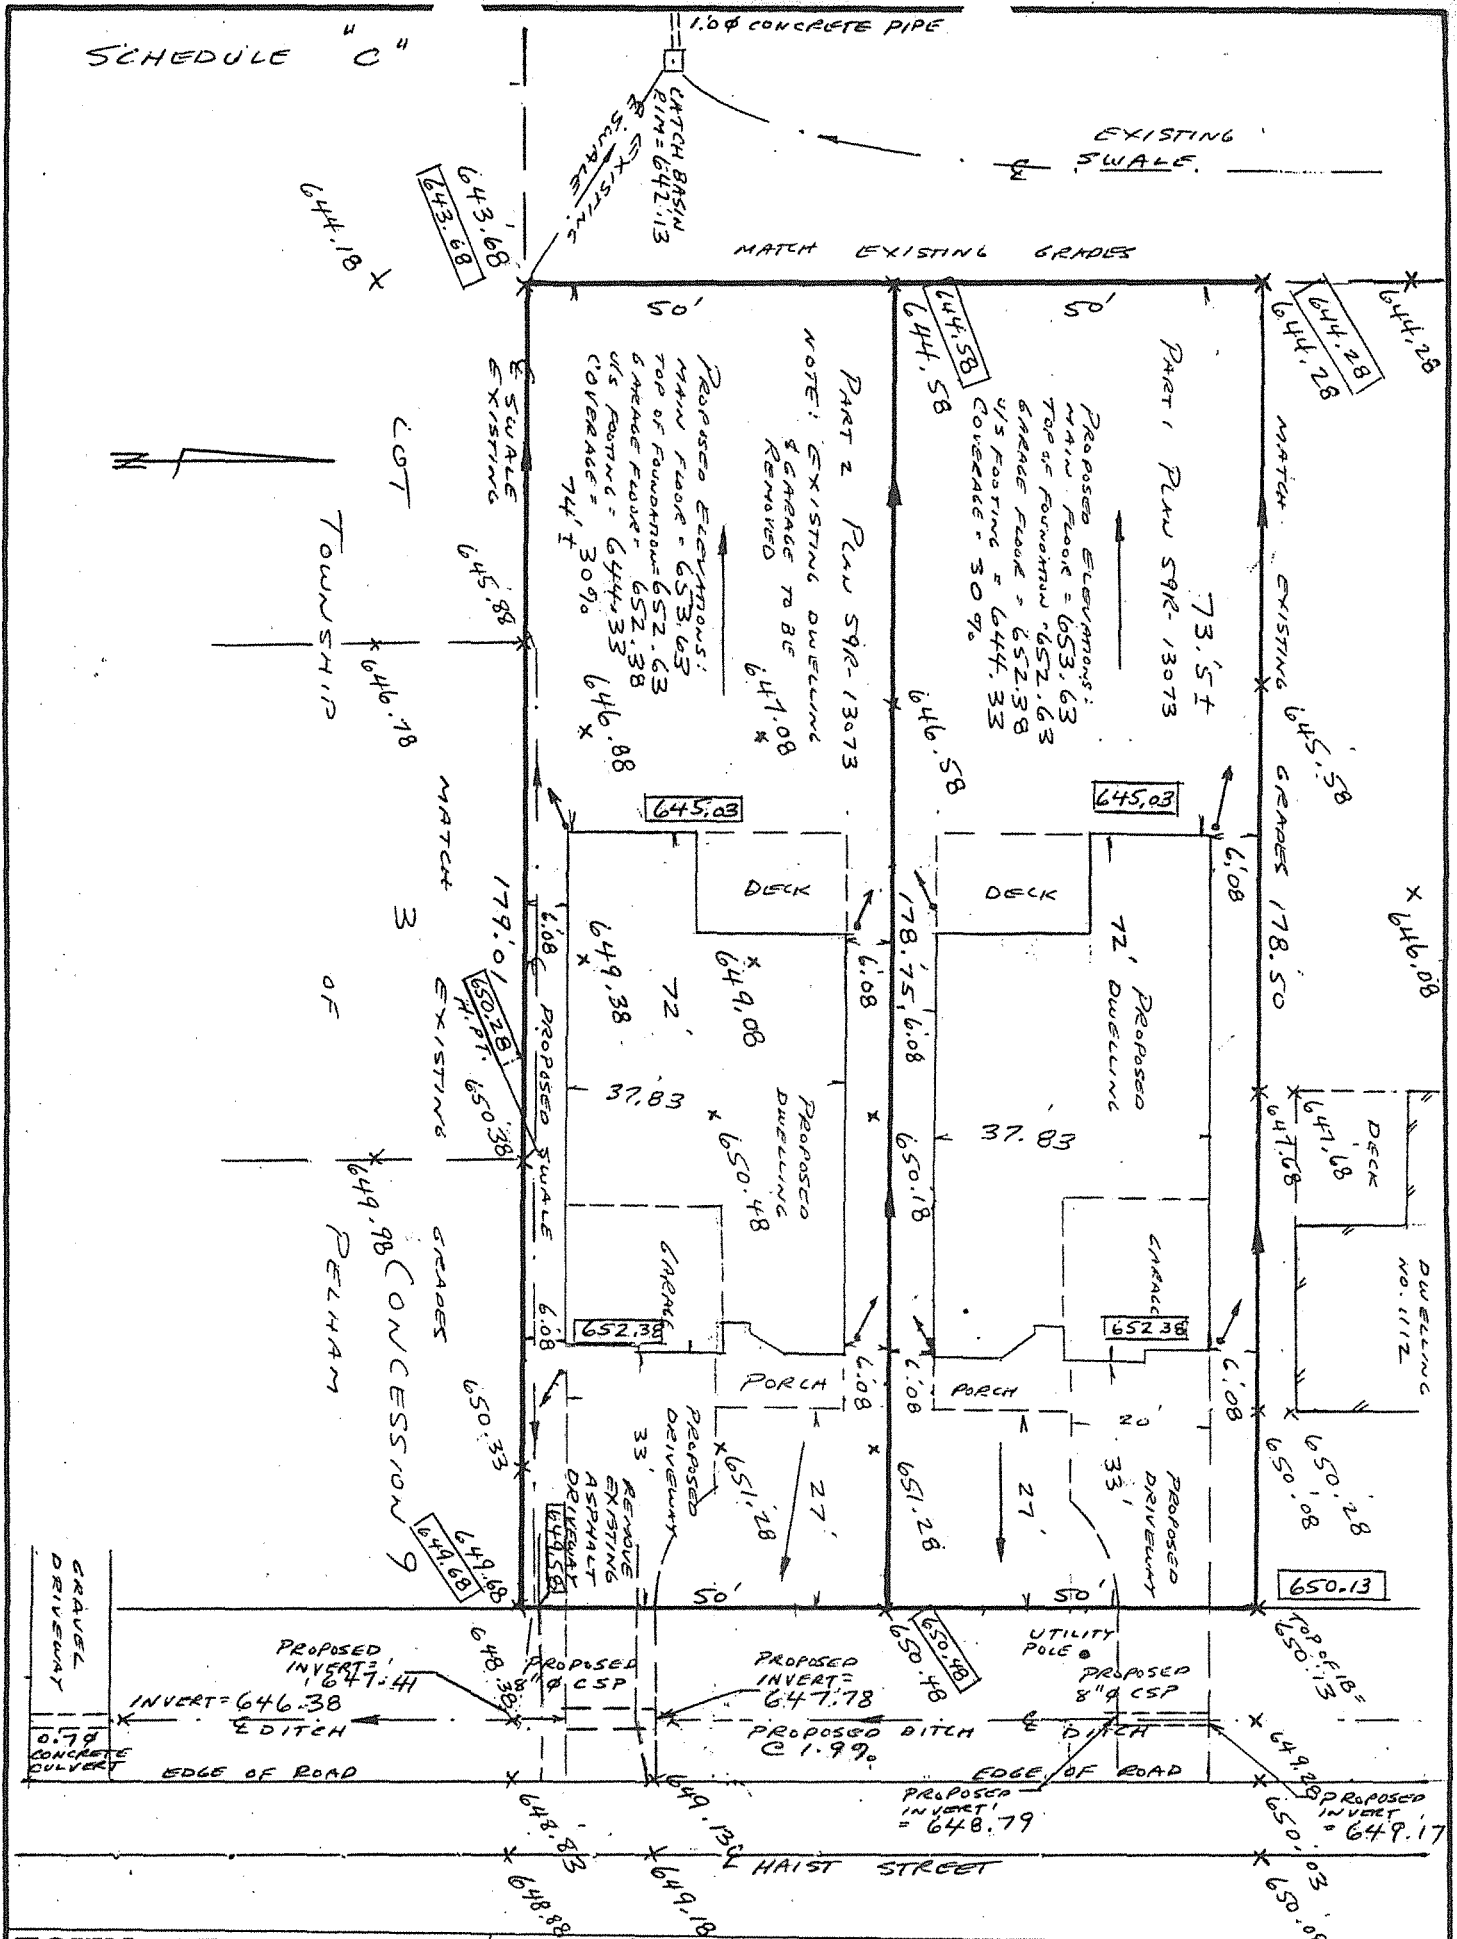 SCHEDULE "C"
1.0Ø CONCRETE PIPE
CATCH BASIN
RIM = 642.13
℄ EXISTING
SWALE
EXISTING
SWALE
℄
MATCH EXISTING GRADES
643.68
643.68
644.18
50'
50'
644.58
644.58
644.28
644.28
644.28
℄ SWALE
EXISTING
PART 2 PLAN 59R-13073
NOTE: EXISTING DWELLING
& GARAGE TO BE
REMOVED
PROPOSED ELEVATIONS:
MAIN FLOOR = 653.63
TOP OF FOUNDATION = 652.63
GARAGE FLOOR = 652.38
U/S FOOTING = 644.33
COVERAGE = 30%
74' ±
PART 1 PLAN 59R-13073
73.'5 ±
PROPOSED ELEVATIONS:
MAIN FLOOR = 653.63
TOP OF FOUNDATION = 652.63
GARAGE FLOOR = 652.38
U/S FOOTING = 644.33
COVERAGE = 30%
MATCH EXISTING GRADES 178.50
N
LOT 3 CONCESSION 9
TOWNSHIP OF PELHAM
MATCH EXISTING GRADES
645.88
646.78
646.88
647.08
646.58
645.58
646.08
645.03
645.03
DECK
DECK
6.'08
6.'08
6.'08
6.'08
178.'75
179.'01
649.38
649.08
72'
72'
37.'83
37.'83
PROPOSED
DWELLING
PROPOSED
DWELLING
650.28
H. PT.
650.38
PROPOSED SWALE
℄
650.48
650.18
647.68
647.68
DECK
DWELLING
NO. 1112
649.98
GARAGE
GARAGE
652.38
652.38
PORCH
PORCH
6.'08
6.'08
6.'08
6.'08
20'
33'
33'
27'
27'
PROPOSED
DRIVEWAY
PROPOSED
DRIVEWAY
650.33
651.28
651.28
650.28
650.08
REMOVE
EXISTING
ASPHALT
DRIVEWAY
649.58
649.68
649.68
50'
50'
650.48
650.48
650.13
TOP OF IB =
650.13
GRAVEL
DRIVEWAY
UTILITY
POLE
PROPOSED
INVERT =
647.41
648.38
PROPOSED
8"Ø CSP
PROPOSED
INVERT =
647.78
PROPOSED
8"Ø CSP
INVERT = 646.38
℄ DITCH
PROPOSED DITCH
@ 1.9%
℄ DITCH
649.28
0.7Ø
CONCRETE
CULVERT
EDGE OF ROAD
EDGE OF ROAD
PROPOSED
INVERT
= 648.79
PROPOSED
INVERT
= 649.17
648.83
649.13
650.03
℄ HAIST STREET
648.88
649.18